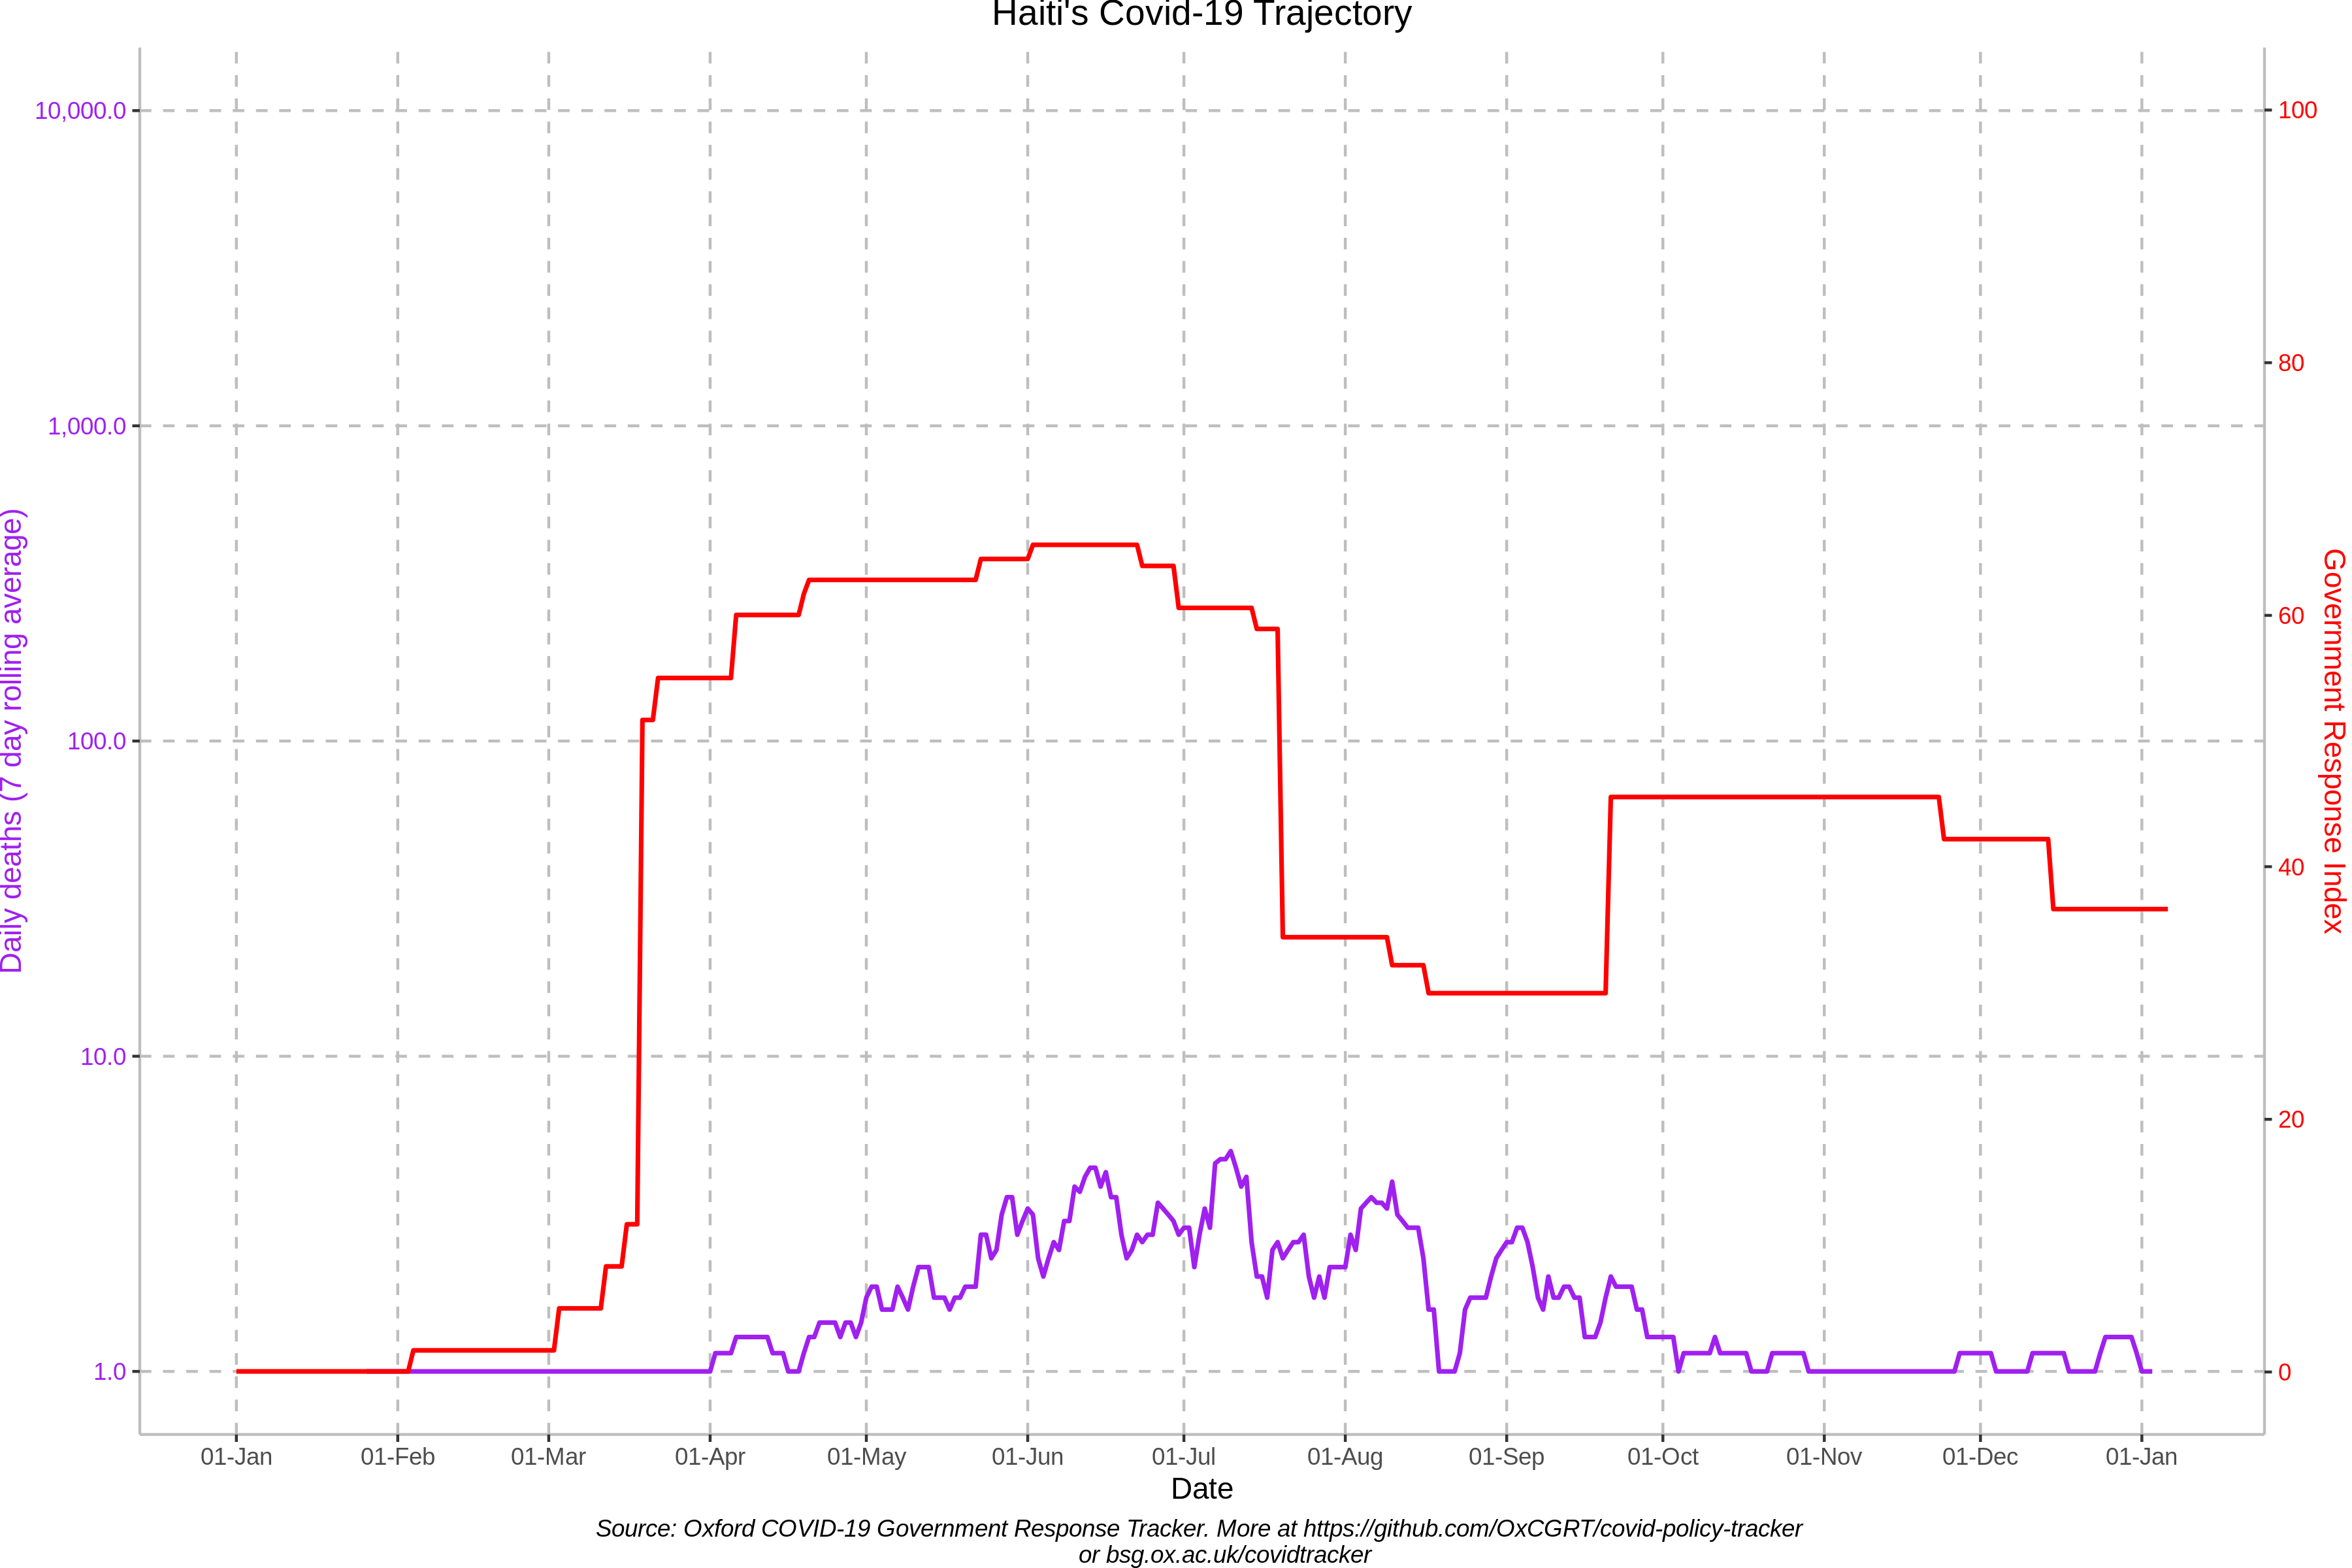 Haiti's Covid-19 Trajectory
10,000.0
1,000.0
100.0
10.0
1.0
Daily deaths (7 day rolling average)
100
80
60
40
20
0
Government Response Index
01-Jan 01-Feb 01-Mar 01-Apr 01-May 01-Jun 01-Jul 01-Aug 01-Sep 01-Oct 01-Nov 01-Dec 01-Jan
Date
Source: Oxford COVID-19 Government Response Tracker. More at https://github.com/OxCGRT/covid-policy-tracker
or bsg.ox.ac.uk/covidtracker